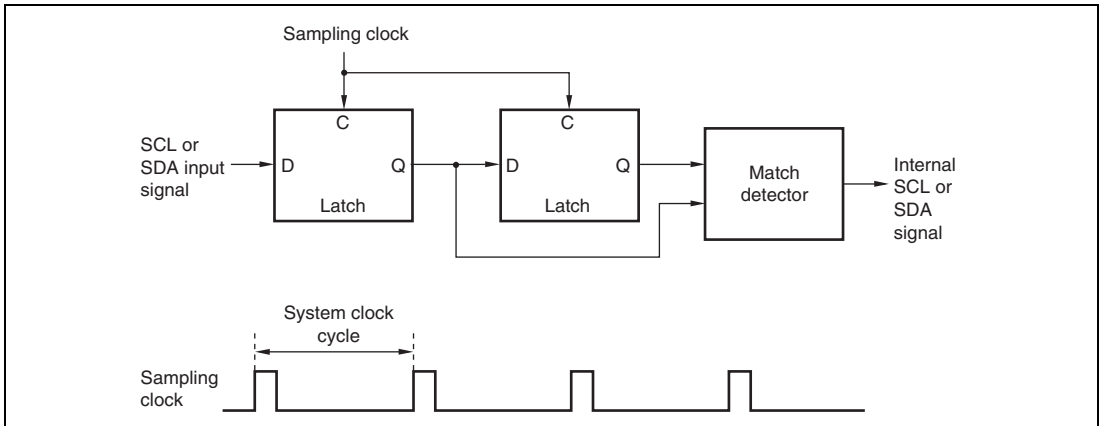 Sampling clock
C
C
SCL or
SDA input
signal
D
Q
D
Q
Latch
Latch
Match
detector
Internal
SCL or
SDA
signal
System clock
cycle
Sampling
clock